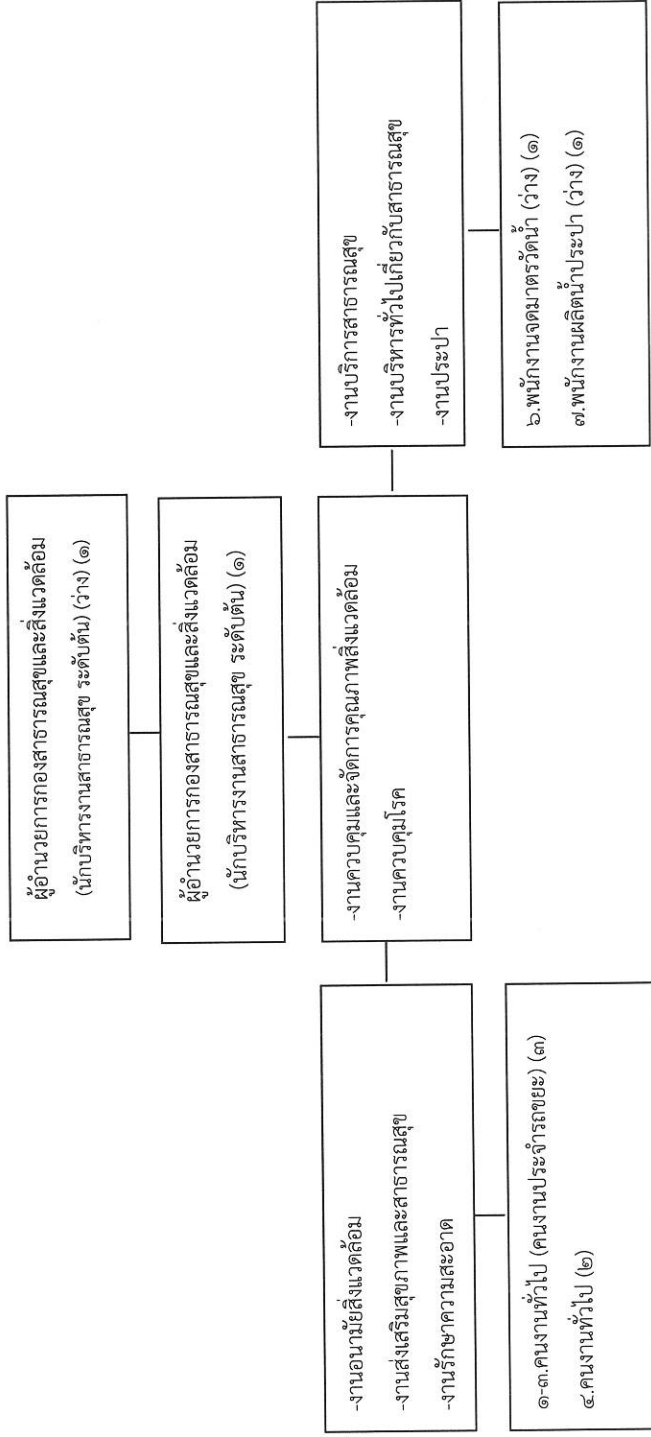 ผู้อำนวยการกองสาธารณสุขและสิ่งแวดล้อม
(นักบริหารงานสาธารณสุข ระดับต้น) (ว่าง) (๑)
ผู้อำนวยการกองสาธารณสุขและสิ่งแวดล้อม
(นักบริหารงานสาธารณสุข ระดับต้น) (๑)
-งานอนามัยสิ่งแวดล้อม
-งานส่งเสริมสุขภาพและสาธารณสุข
-งานรักษาความสะอาด
-งานควบคุมและจัดการคุณภาพสิ่งแวดล้อม
-งานควบคุมโรค
-งานบริการสาธารณสุข
-งานบริหารทั่วไปเกี่ยวกับสาธารณสุข
-งานประปา
๑-๓.คนงานทั่วไป (คนงานประจำรถขยะ) (๓)
๔.คนงานทั่วไป (๒)
๖.พนักงานจดมาตรวัดน้ำ (ว่าง) (๑)
๗.พนักงานผลิตน้ำประปา (ว่าง) (๑)